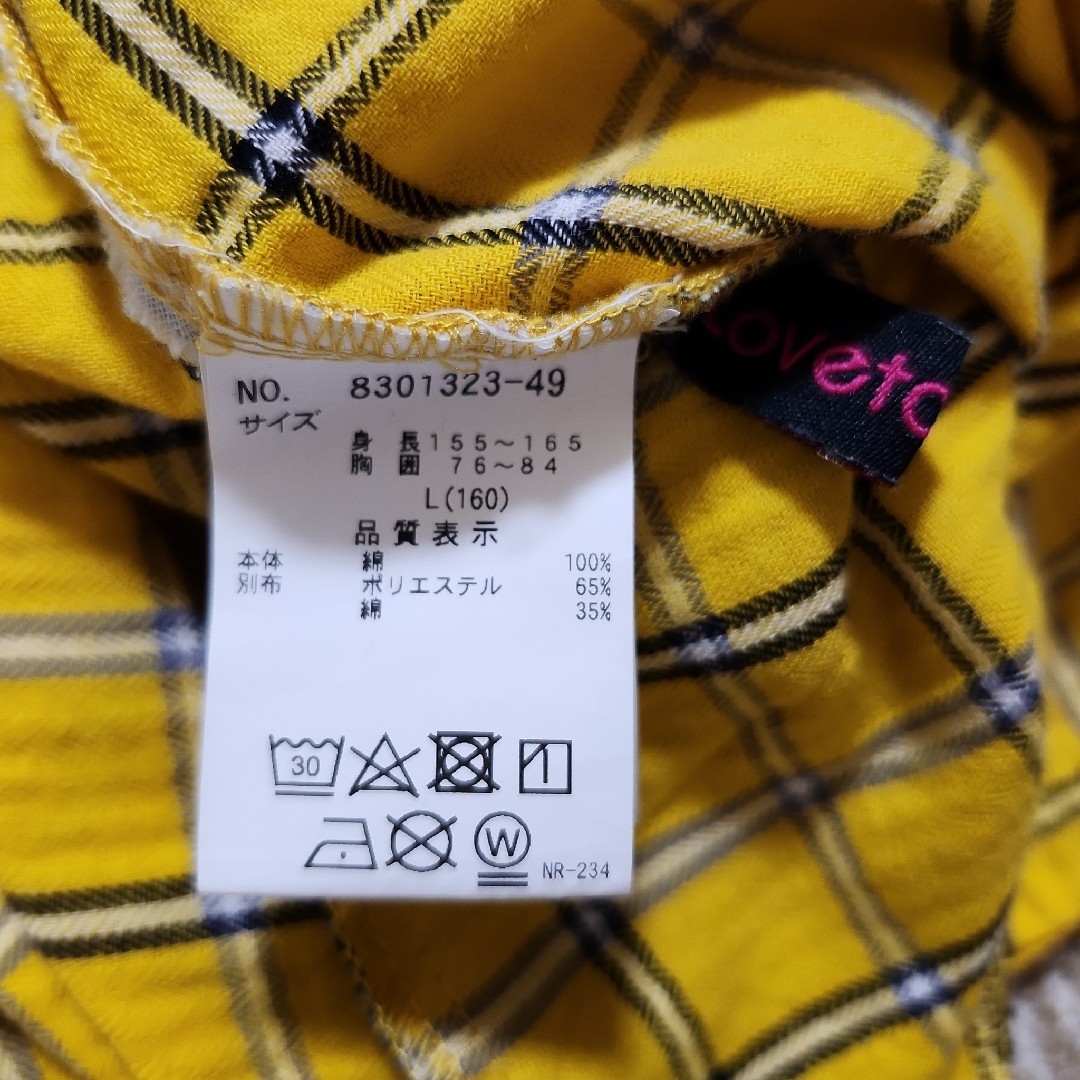 NO. 8301323-49
サイズ
身 長 155～165
胸 囲 76～84
L(160)
品質表示
本体 綿 100%
別布 ポリエステル 65%
綿 35%
30
W
NR-234